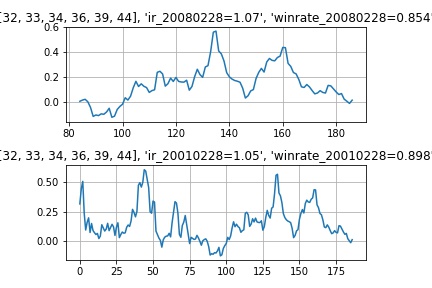 [32, 33, 34, 36, 39, 44], 'ir_20080228=1.07', 'winrate_20080228=0.854'
0.6
0.4
0.2
0.0
80 100 120 140 160 180
[32, 33, 34, 36, 39, 44], 'ir_20010228=1.05', 'winrate_20010228=0.898'
0.50
0.25
0.00
0 25 50 75 100 125 150 175